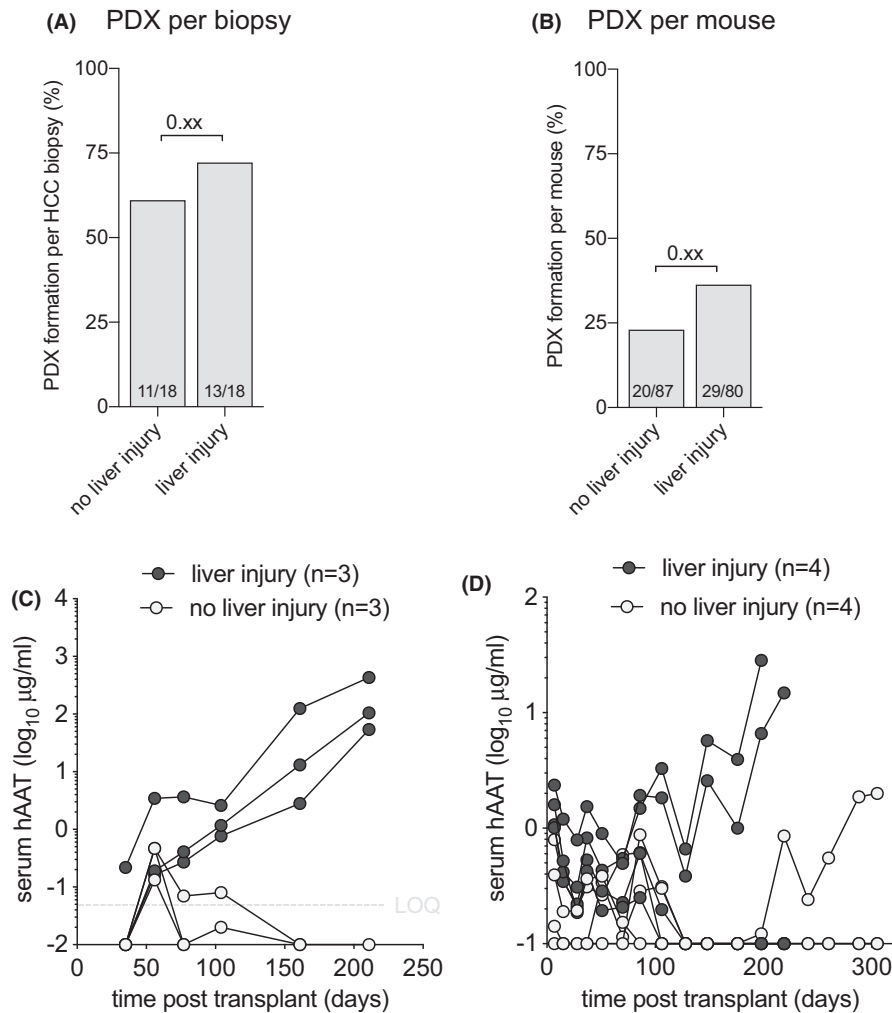 (A) PDX per biopsy
PDX formation per HCC biopsy (%)
100
75
50
25
0
0.xx
11/18
13/18
no liver injury
liver injury
(B) PDX per mouse
PDX formation per mouse (%)
100
75
50
25
0
0.xx
20/87
29/80
no liver injury
liver injury
(C)
liver injury (n=3)
no liver injury (n=3)
serum hAAT (log10 μg/ml)
4
3
2
1
0
-1
-2
LOQ
0 50 100 150 200 250
time post transplant (days)
(D)
liver injury (n=4)
no liver injury (n=4)
serum hAAT (log10 μg/ml)
2
1
0
-1
0 100 200 300
time post transplant (days)